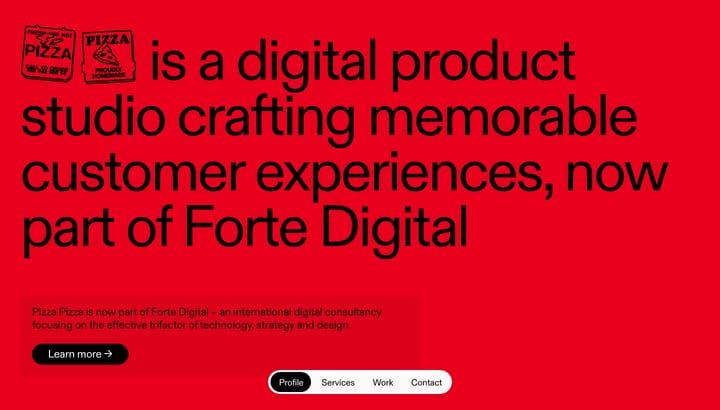 FRESH AND HOT
PIZZA
PIZZA
PROUDLY
HOMEMADE
is a digital product
studio crafting memorable
customer experiences, now
part of Forte Digital
Pizza Pizza is now part of Forte Digital – an international digital consultancy
focusing on the effective trifactor of technology, strategy and design.
Learn more →
Profile Services Work Contact